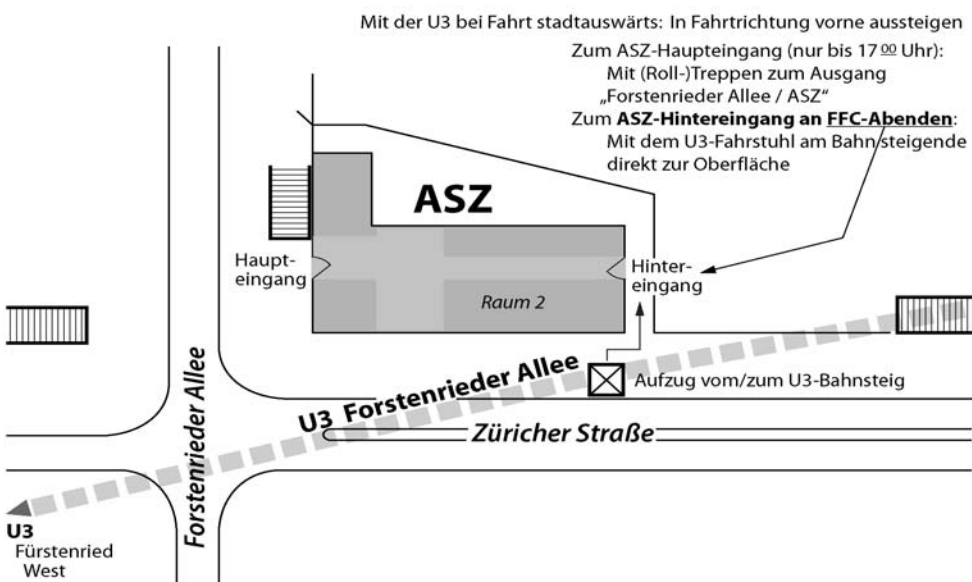 Mit der U3 bei Fahrt stadtauswärts: In Fahrtrichtung vorne aussteigen
Zum ASZ-Haupteingang (nur bis 17 00 Uhr):
Mit (Roll-)Treppen zum Ausgang
„Forstenrieder Allee / ASZ“
Zum ASZ-Hintereingang an FFC-Abenden:
Mit dem U3-Fahrstuhl am Bahnsteigende
direkt zur Oberfläche
ASZ
Haupt-
eingang
Hinter-
eingang
Raum 2
Forstenrieder Allee
U3 Forstenrieder Allee
Aufzug vom/zum U3-Bahnsteig
Züricher Straße
U3
Fürstenried
West